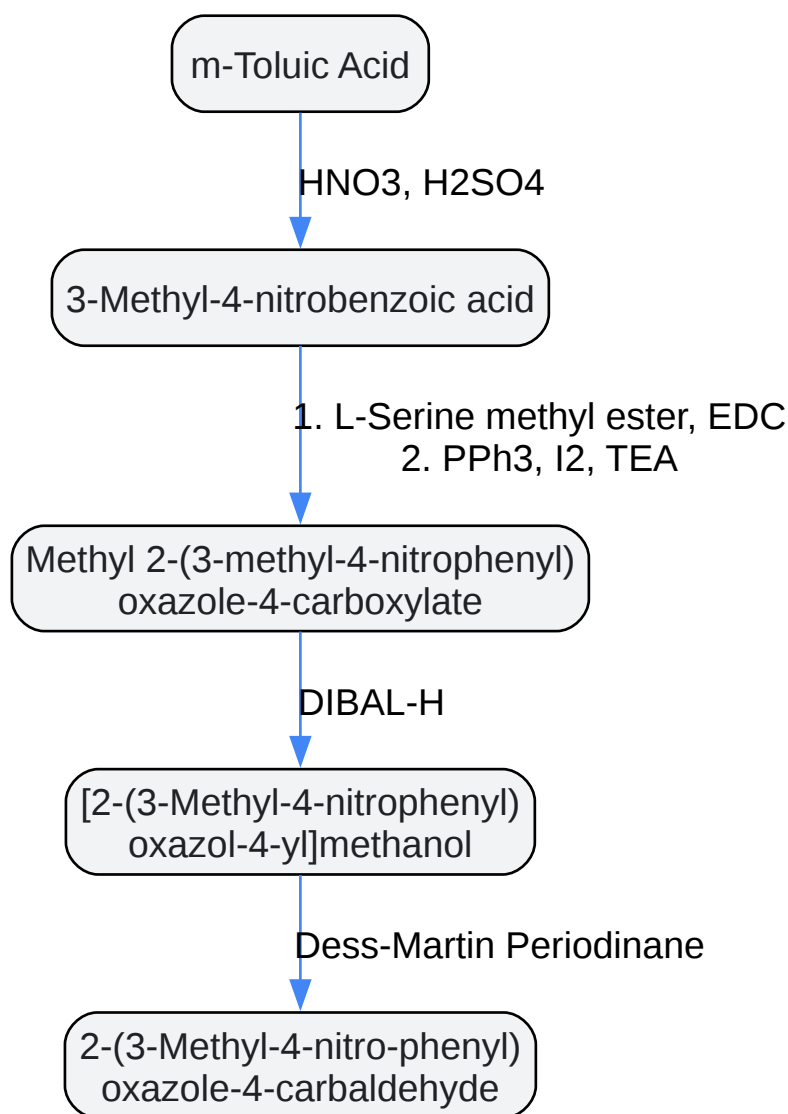 m-Toluic Acid
HNO3, H2SO4
3-Methyl-4-nitrobenzoic acid
1. L-Serine methyl ester, EDC
2. PPh3, I2, TEA
Methyl 2-(3-methyl-4-nitrophenyl)
oxazole-4-carboxylate
DIBAL-H
[2-(3-Methyl-4-nitrophenyl)
oxazol-4-yl]methanol
Dess-Martin Periodinane
2-(3-Methyl-4-nitro-phenyl)
oxazole-4-carbaldehyde